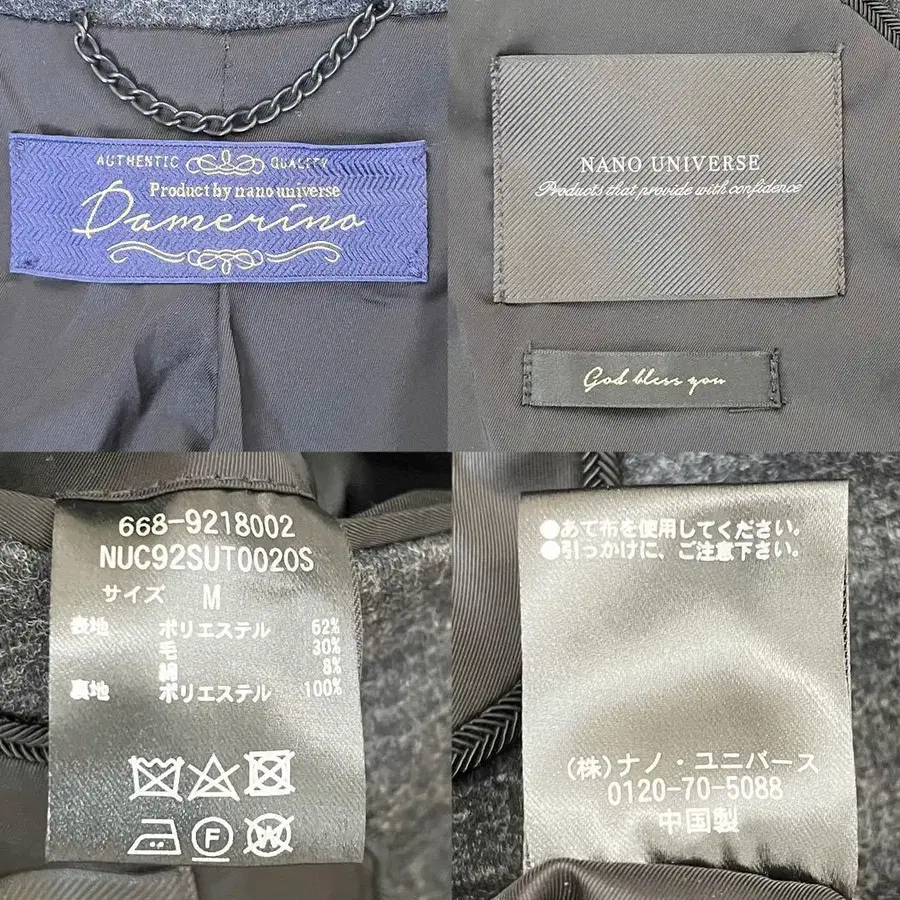 AUTHENTIC QUALITY
Product by nano universe
Damerino
NANO UNIVERSE
Products that provide with confidence
God bless you
668-9218002
NUC92SUT0020S
サイズ M
表地 ポリエステル 62%
毛 30%
綿 8%
裏地 ポリエステル 100%
F
W
●あて布を使用してください。
●引っかけに、ご注意下さい。
(株)ナノ・ユニバース
0120-70-5088
中国製